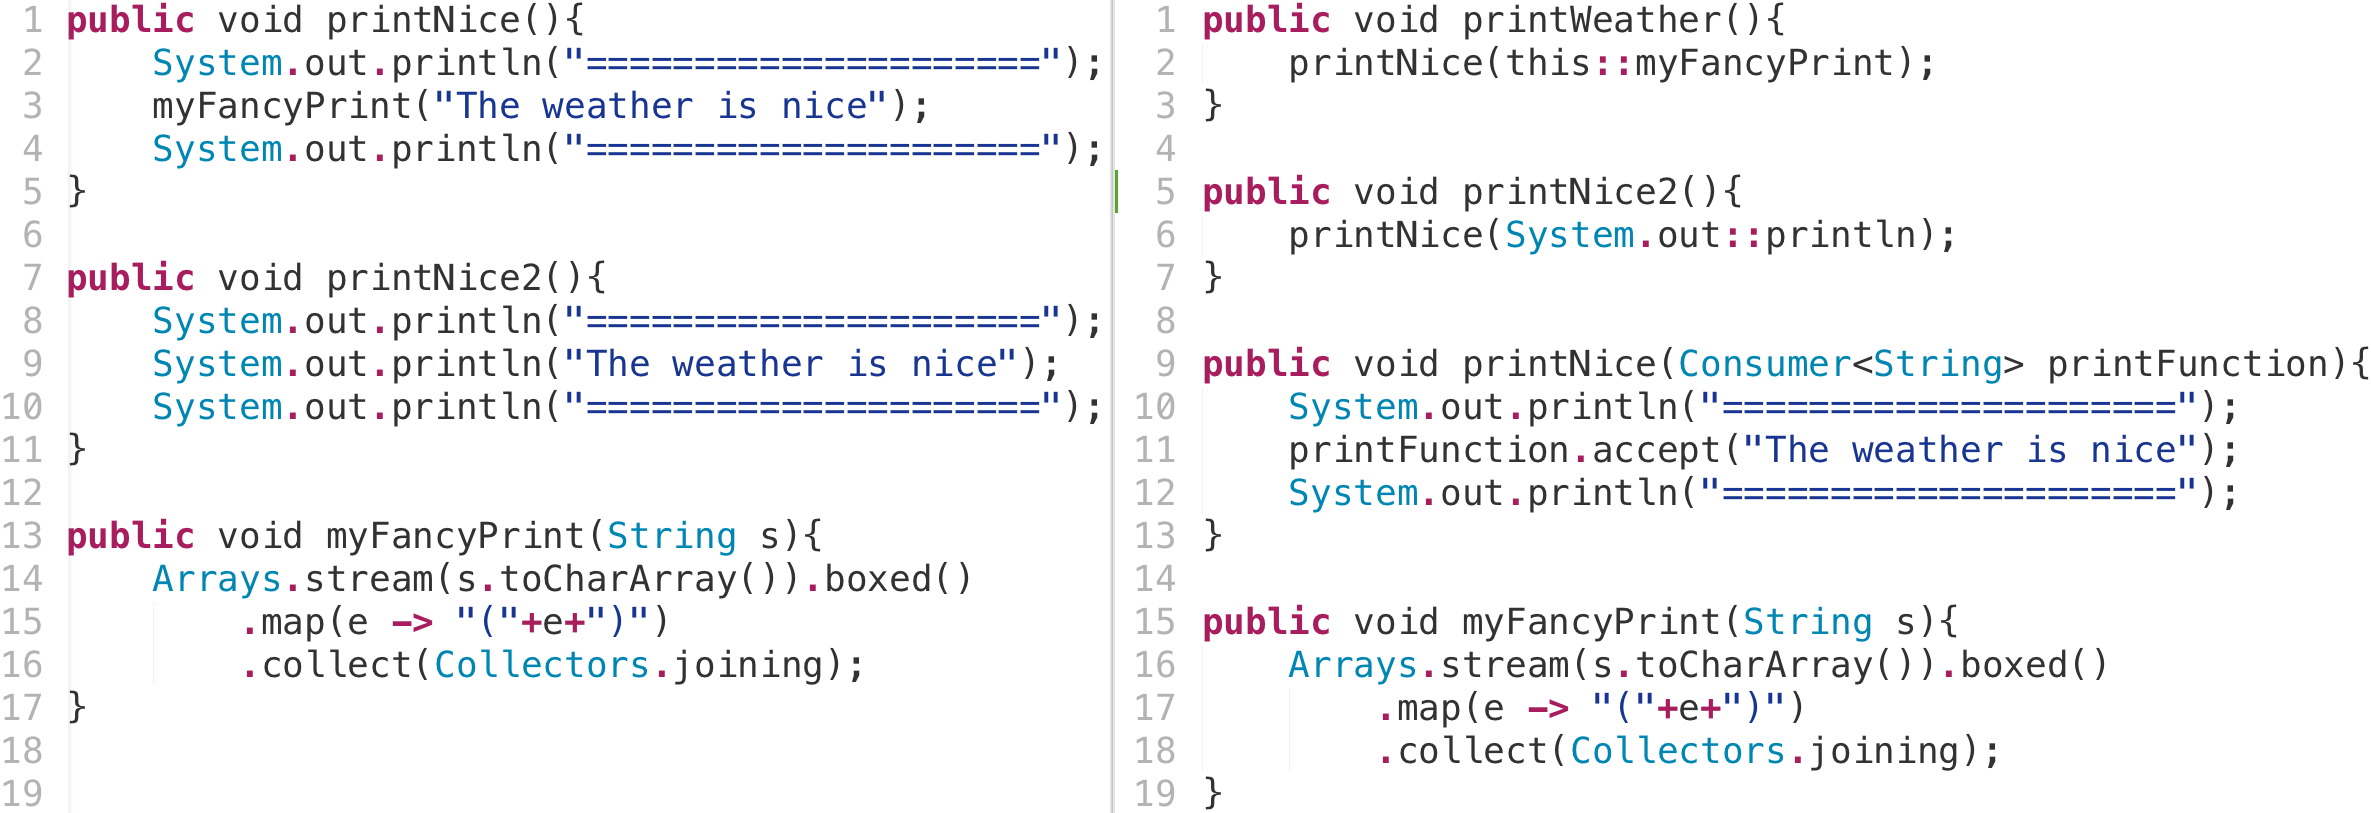 1 public void printNice(){
2     System.out.println("=====================");
3     myFancyPrint("The weather is nice");
4     System.out.println("=====================");
5 }
6
7 public void printNice2(){
8     System.out.println("=====================");
9     System.out.println("The weather is nice");
10     System.out.println("=====================");
11 }
12
13 public void myFancyPrint(String s){
14     Arrays.stream(s.toCharArray()).boxed()
15         .map(e -> "("+e+")")
16         .collect(Collectors.joining);
17 }
18
19
1 public void printWeather(){
2     printNice(this::myFancyPrint);
3 }
4
5 public void printNice2(){
6     printNice(System.out::println);
7 }
8
9 public void printNice(Consumer<String> printFunction){
10     System.out.println("=====================");
11     printFunction.accept("The weather is nice");
12     System.out.println("=====================");
13 }
14
15 public void myFancyPrint(String s){
16     Arrays.stream(s.toCharArray()).boxed()
17         .map(e -> "("+e+")")
18         .collect(Collectors.joining);
19 }